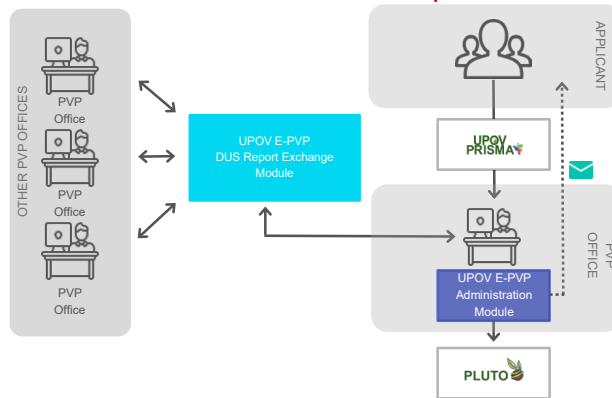 OTHER PVP OFFICES
PVP
Office
PVP
Office
PVP
Office
UPOV E-PVP
DUS Report Exchange
Module
APPLICANT
UPOV
PRISMA
PVP
OFFICE
UPOV E-PVP
Administration
Module
PLUTO